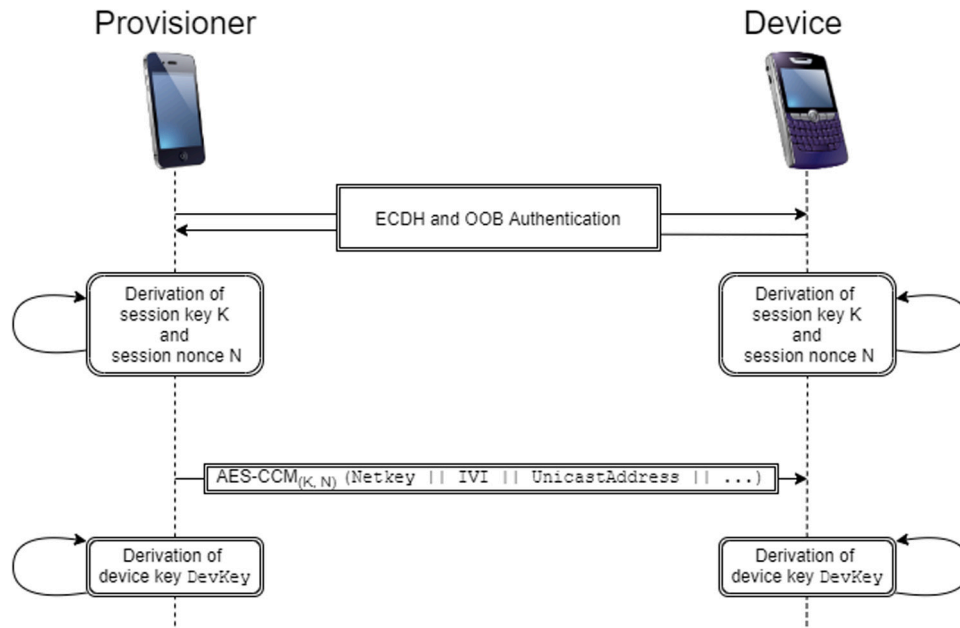 Provisioner
Device
ECDH and OOB Authentication
Derivation of
session key K
and
session nonce N
Derivation of
session key K
and
session nonce N
AES-CCM(K, N) (Netkey || IVI || UnicastAddress || ...)
Derivation of
device key DevKey
Derivation of
device key DevKey